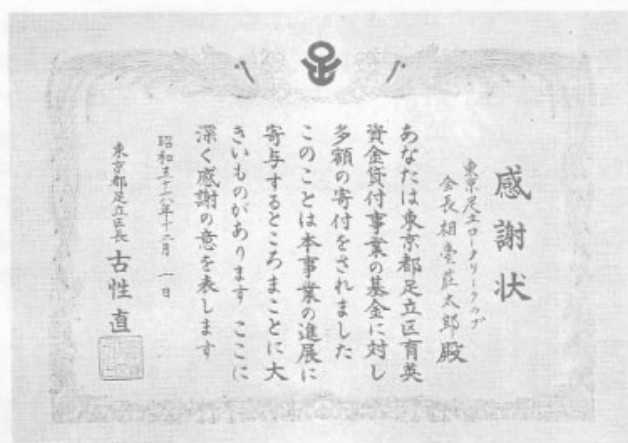 感謝状
東京足立ロータリークラブ
会長相壹荘太郎殿
あなたは東京都足立区育英
資金貸付事業の基金に対し
多額の寄付をされました
このことは本事業の進展に
寄与するところまことに大
きいものがあります ここに
深く感謝の意を表します
昭和五十六年十二月 一日
東京都足立区長 古性直